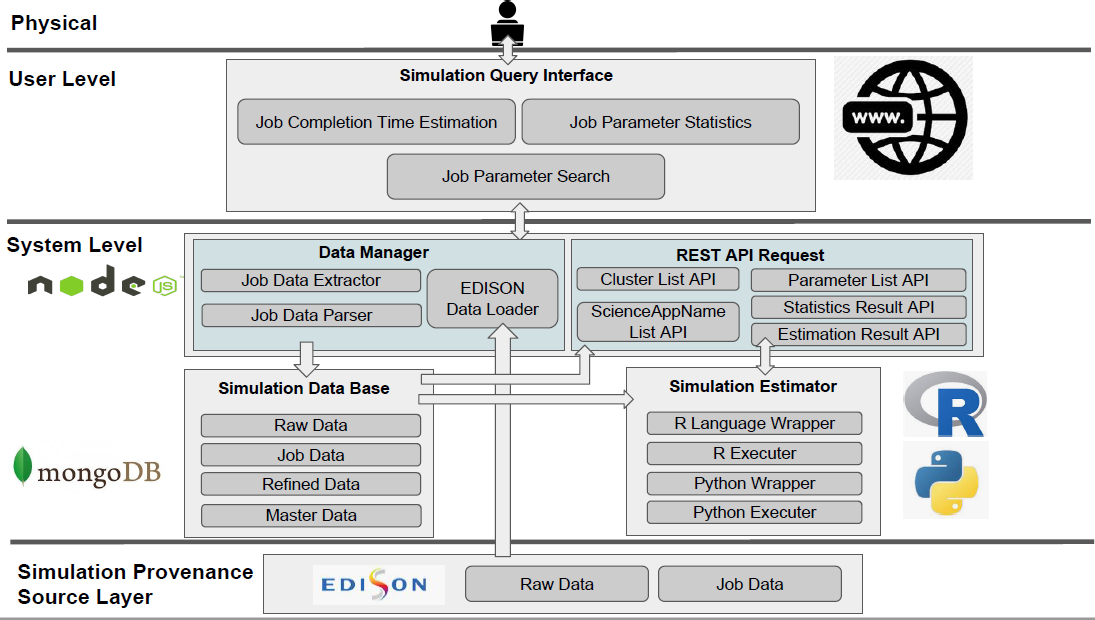 Physical
User Level
Simulation Query Interface
Job Completion Time Estimation
Job Parameter Statistics
Job Parameter Search
www.
System Level
node
JS
Data Manager
Job Data Extractor
Job Data Parser
EDISON
Data Loader
REST API Request
Cluster List API
ScienceAppName
List API
Parameter List API
Statistics Result API
Estimation Result API
Simulation Data Base
Raw Data
Job Data
Refined Data
Master Data
mongoDB
Simulation Estimator
R Language Wrapper
R Executer
Python Wrapper
Python Executer
R
Simulation Provenance
Source Layer
EDISON
Raw Data
Job Data